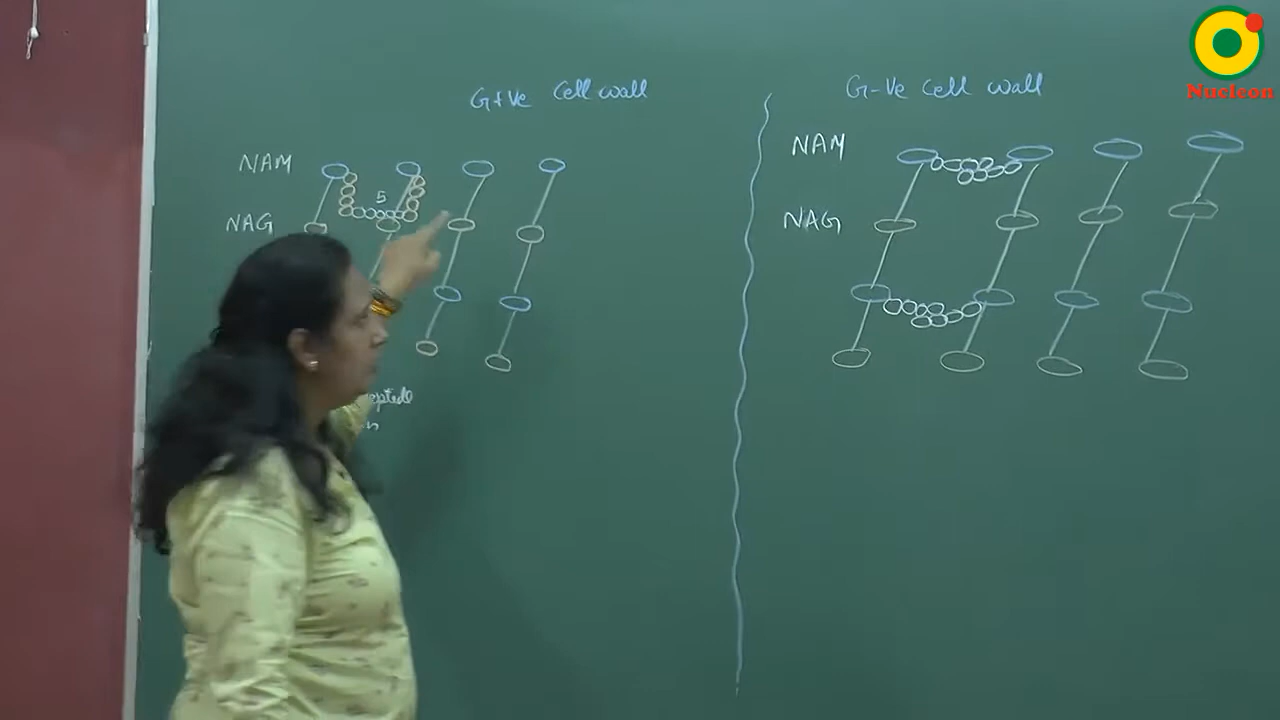 G+Ve Cell wall
NAM
5
NAG
G-Ve Cell Wall
NAM
NAG
Nucleon